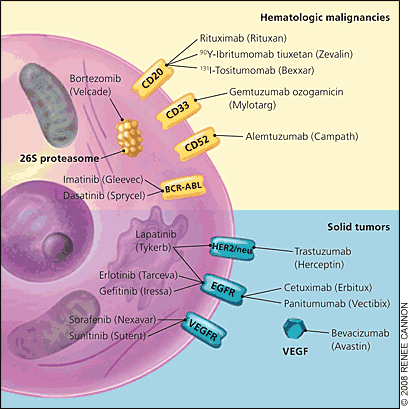 Hematologic malignancies
Rituximab (Rituxan)
⁹⁰Y-Ibritumomab tiuxetan (Zevalin)
¹³¹I-Tositumomab (Bexxar)
CD20
Bortezomib
(Velcade)
Gemtuzumab ozogamicin
(Mylotarg)
CD33
CD52
Alemtuzumab (Campath)
26S proteasome
Imatinib (Gleevec)
Dasatinib (Sprycel)
BCR-ABL
Solid tumors
Lapatinib
(Tykerb)
HER2/neu
Trastuzumab
(Herceptin)
Erlotinib (Tarceva)
Gefitinib (Iressa)
EGFR
Cetuximab (Erbitux)
Panitumumab (Vectibix)
Sorafenib (Nexavar)
Sunitinib (Sutent)
VEGFR
VEGF
Bevacizumab
(Avastin)
© 2008 RENEE CANNON